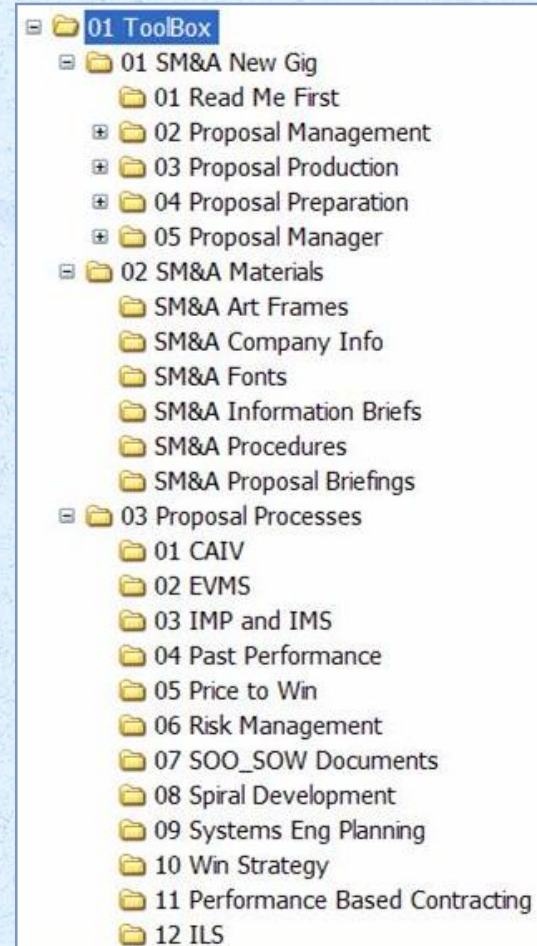 01 ToolBox
01 SM&A New Gig
01 Read Me First
02 Proposal Management
03 Proposal Production
04 Proposal Preparation
05 Proposal Manager
02 SM&A Materials
SM&A Art Frames
SM&A Company Info
SM&A Fonts
SM&A Information Briefs
SM&A Procedures
SM&A Proposal Briefings
03 Proposal Processes
01 CAIV
02 EVMS
03 IMP and IMS
04 Past Performance
05 Price to Win
06 Risk Management
07 SOO_SOW Documents
08 Spiral Development
09 Systems Eng Planning
10 Win Strategy
11 Performance Based Contracting
12 ILS